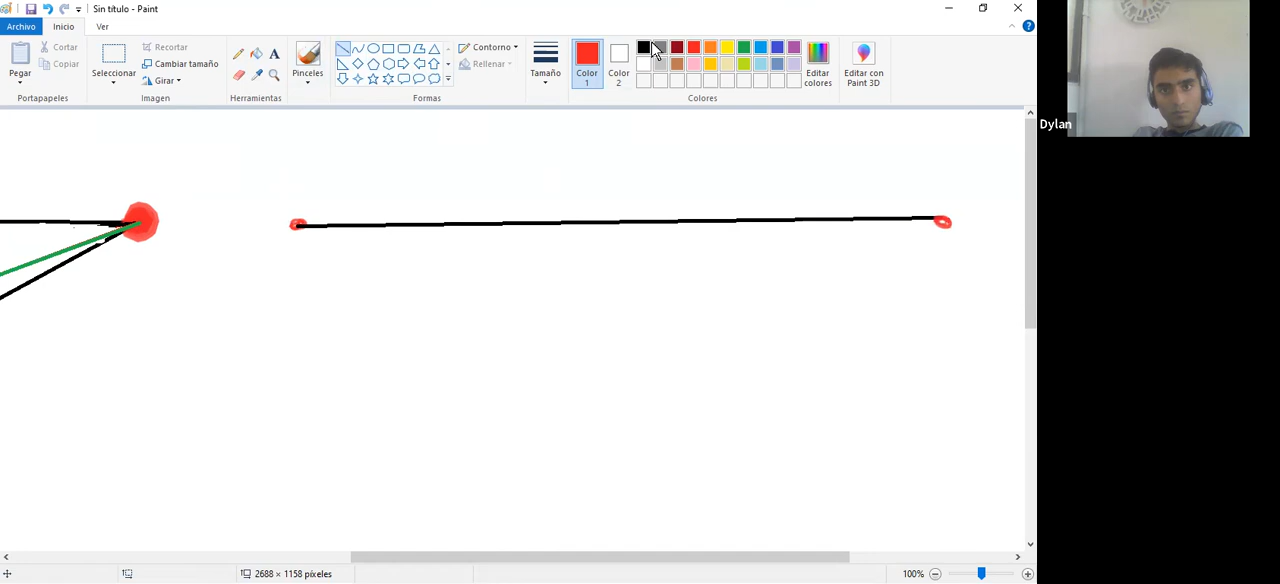 Sin título - Paint
Archivo Inicio Ver
Pegar
Cortar
Copiar
Portapapeles
Seleccionar
Recortar
Cambiar tamaño
Girar
Imagen
A
Herramientas
Pinceles
Contorno
Rellenar
Formas
Tamaño
Color 1
Color 2
Editar colores
Colores
Editar con Paint 3D
Dylan
2688 × 1158 píxeles
100%